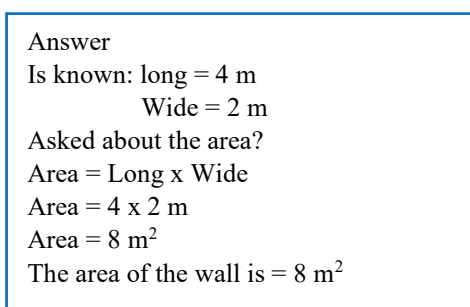 Answer
Is known: long = 4 m
Wide = 2 m
Asked about the area?
Area = Long x Wide
Area = 4 x 2 m
Area = 8 m²
The area of the wall is = 8 m²